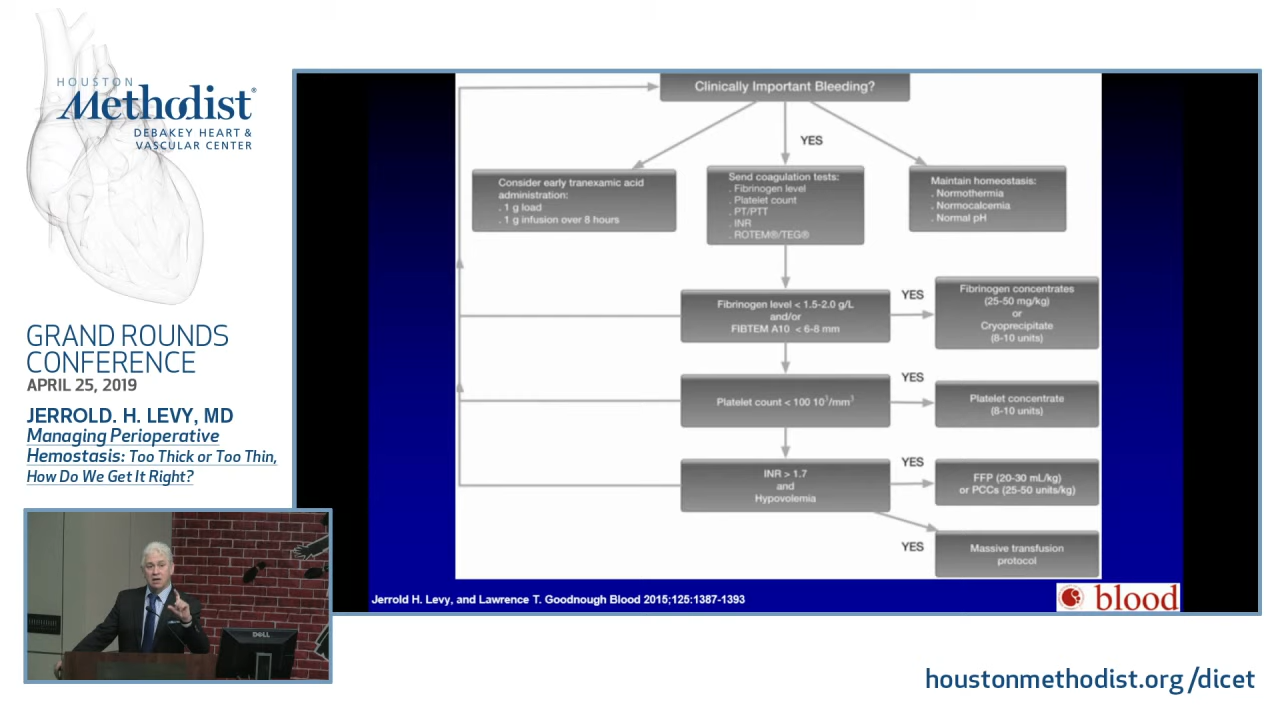 HOUSTON
Methodist®
DEBAKEY HEART &
VASCULAR CENTER
GRAND ROUNDS
CONFERENCE
APRIL 25, 2019
JERROLD. H. LEVY, MD
Managing Perioperative
Hemostasis: Too Thick or Too Thin,
How Do We Get It Right?
Clinically Important Bleeding?
YES
Consider early tranexamic acid
administration:
. 1 g load
. 1 g infusion over 8 hours
Send coagulation tests:
. Fibrinogen level
. Platelet count
. PT/PTT
. INR
. ROTEM®/TEG®
Maintain homeostasis:
. Normothermia
. Normocalcemia
. Normal pH
Fibrinogen level < 1.5-2.0 g/L
and/or
FIBTEM A10 < 6-8 mm
YES
Fibrinogen concentrates
(25-50 mg/kg)
or
Cryoprecipitate
(8-10 units)
Platelet count < 100 10³/mm³
YES
Platelet concentrate
(8-10 units)
INR > 1.7
and
Hypovolemia
YES
FFP (20-30 mL/kg)
or PCCs (25-50 units/kg)
YES
Massive transfusion
protocol
Jerrold H. Levy, and Lawrence T. Goodnough Blood 2015;125:1387-1393
blood
DELL
houstonmethodist.org/dicet